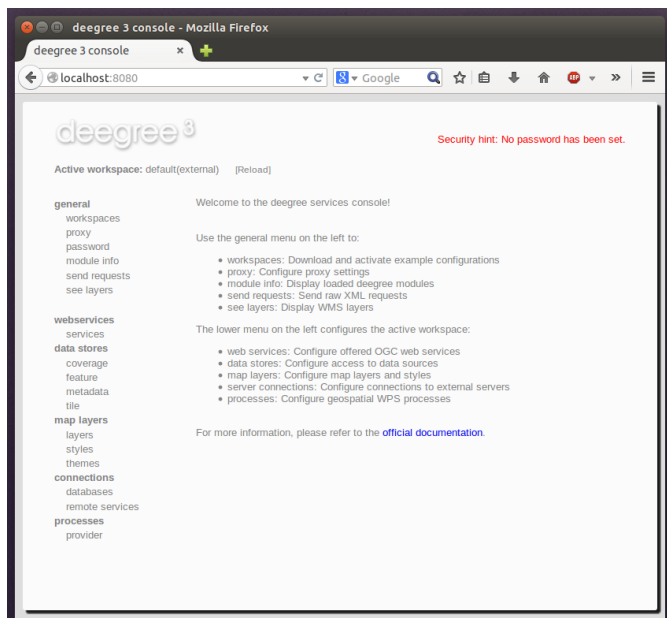 deegree 3 console - Mozilla Firefox
deegree 3 console
localhost:8080
Google
ABP
deegree 3
Security hint: No password has been set.
Active workspace: default(external) [Reload]
general
workspaces
proxy
password
module info
send requests
see layers
webservices
services
data stores
coverage
feature
metadata
tile
map layers
layers
styles
themes
connections
databases
remote services
processes
provider
Welcome to the deegree services console!
Use the general menu on the left to:
• workspaces: Download and activate example configurations
• proxy: Configure proxy settings
• module info: Display loaded deegree modules
• send requests: Send raw XML requests
• see layers: Display WMS layers
The lower menu on the left configures the active workspace:
• web services: Configure offered OGC web services
• data stores: Configure access to data sources
• map layers: Configure map layers and styles
• server connections: Configure connections to external servers
• processes: Configure geospatial WPS processes
For more information, please refer to the official documentation.